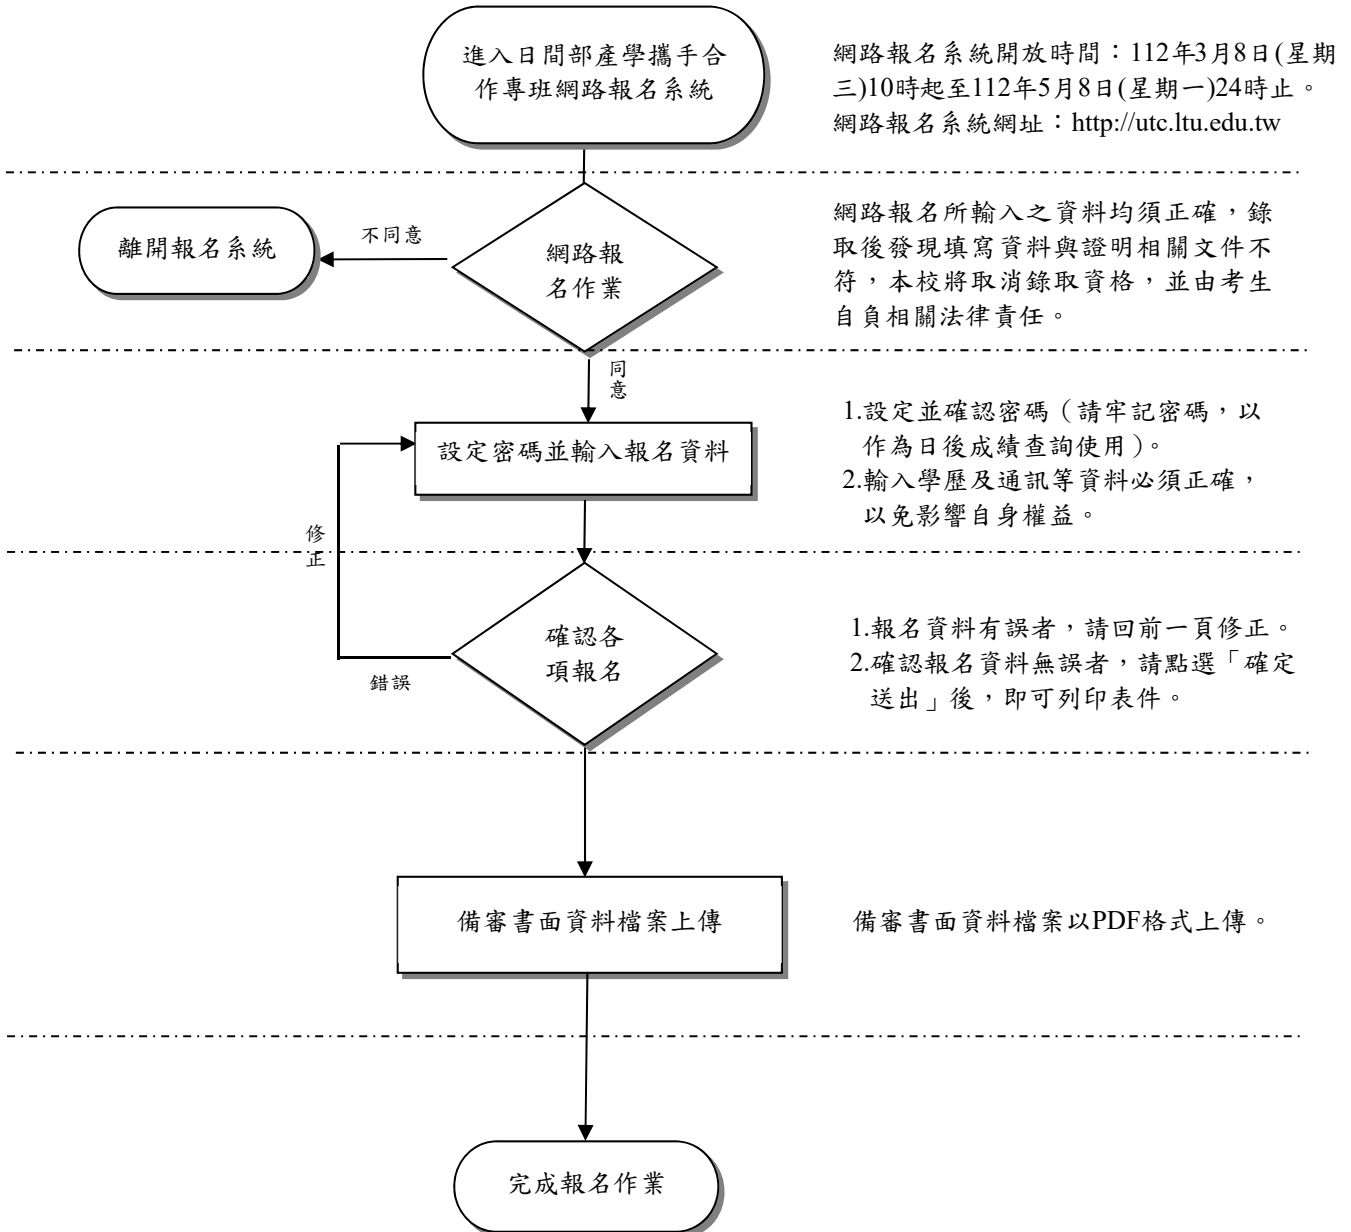 進入日間部產學攜手合
作專班網路報名系統
網路報名系統開放時間：112年3月8日(星期
三)10時起至112年5月8日(星期一)24時止。
網路報名系統網址：http://utc.ltu.edu.tw
離開報名系統
不同意
網路報
名作業
網路報名所輸入之資料均須正確，錄
取後發現填寫資料與證明相關文件不
符，本校將取消錄取資格，並由考生
自負相關法律責任。
同
意
設定密碼並輸入報名資料
1.設定並確認密碼（請牢記密碼，以
作為日後成績查詢使用）。
2.輸入學歷及通訊等資料必須正確，
以免影響自身權益。
修
正
確認各
項報名
錯誤
1.報名資料有誤者，請回前一頁修正。
2.確認報名資料無誤者，請點選「確定
送出」後，即可列印表件。
備審書面資料檔案上傳
備審書面資料檔案以PDF格式上傳。
完成報名作業